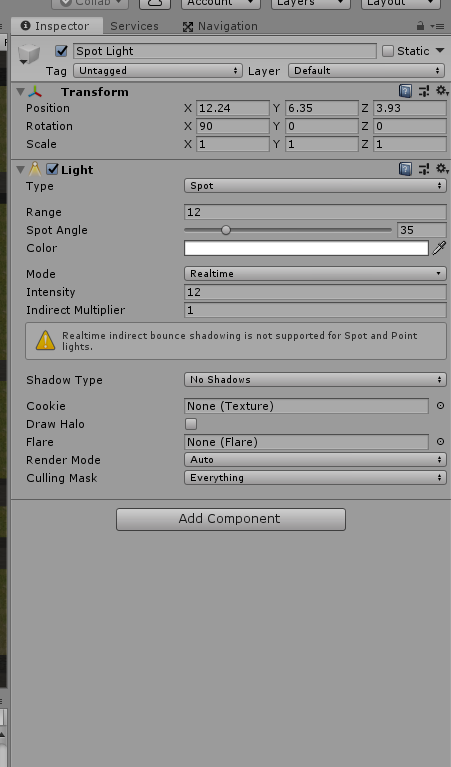 Collab Account Layers Layout
Inspector Services Navigation
Spot Light Static
Tag Untagged Layer Default
Transform
Position X 12.24 Y 6.35 Z 3.93
Rotation X 90 Y 0 Z 0
Scale X 1 Y 1 Z 1
Light
Type Spot
Range 12
Spot Angle 35
Color
Mode Realtime
Intensity 12
Indirect Multiplier 1
Realtime indirect bounce shadowing is not supported for Spot and Point
lights.
Shadow Type No Shadows
Cookie None (Texture)
Draw Halo
Flare None (Flare)
Render Mode Auto
Culling Mask Everything
Add Component